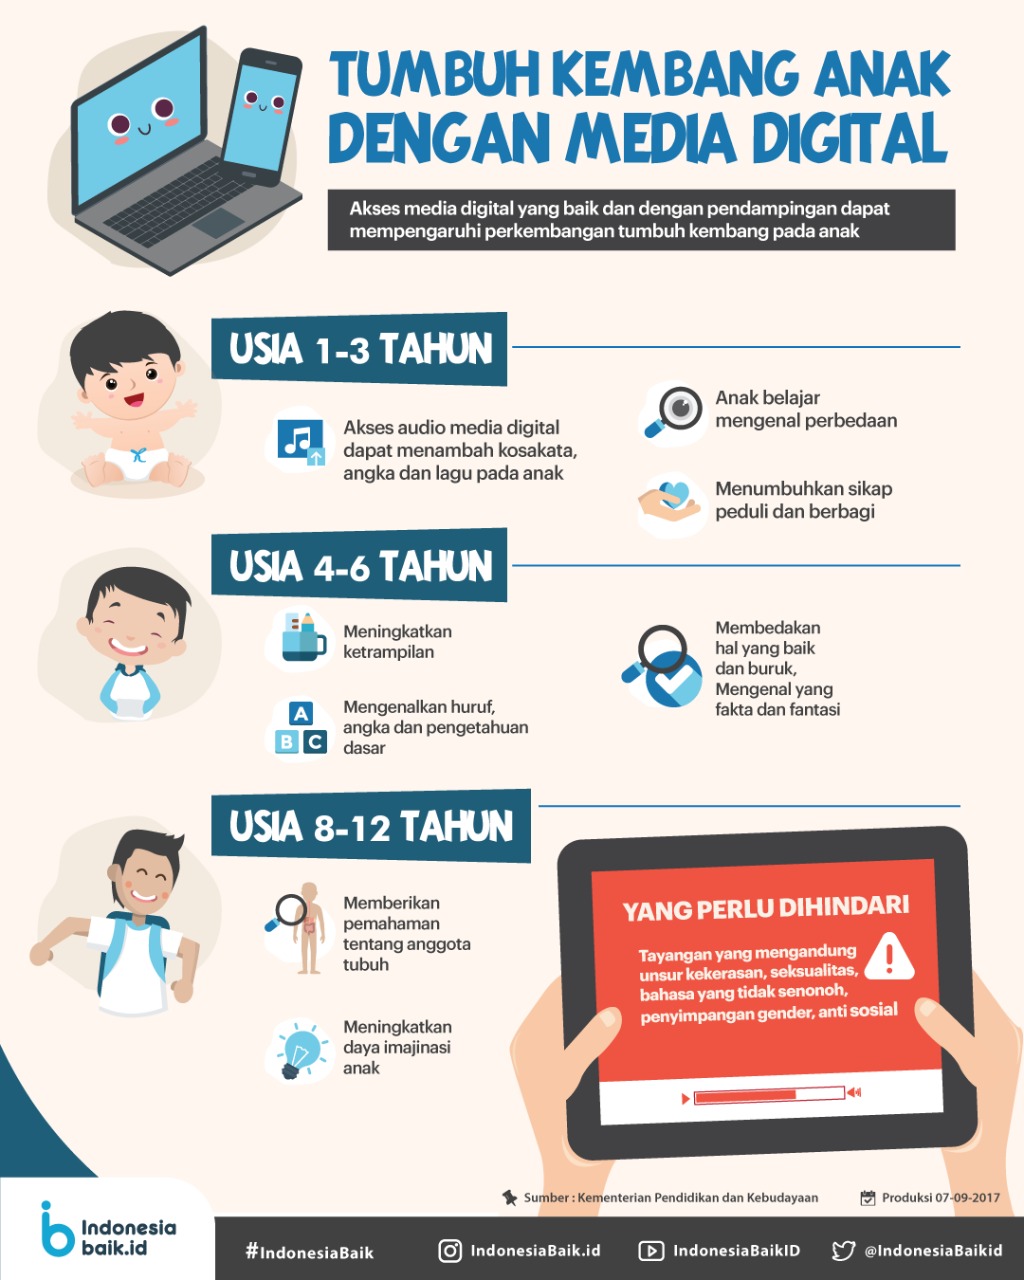 TUMBUH KEMBANG ANAK
DENGAN MEDIA DIGITAL
Akses media digital yang baik dan dengan pendampingan dapat
mempengaruhi perkembangan tumbuh kembang pada anak
USIA 1-3 TAHUN
Akses audio media digital
dapat menambah kosakata,
angka dan lagu pada anak
Anak belajar
mengenal perbedaan
Menumbuhkan sikap
peduli dan berbagi
USIA 4-6 TAHUN
Meningkatkan
ketrampilan
A
B C
Mengenalkan huruf,
angka dan pengetahuan
dasar
Membedakan
hal yang baik
dan buruk,
Mengenal yang
fakta dan fantasi
USIA 8-12 TAHUN
Memberikan
pemahaman
tentang anggota
tubuh
Meningkatkan
daya imajinasi
anak
YANG PERLU DIHINDARI
Tayangan yang mengandung
unsur kekerasan, seksualitas,
bahasa yang tidak senonoh,
penyimpangan gender, anti sosial
Sumber : Kementerian Pendidikan dan Kebudayaan
Produksi 07-09-2017
Indonesia
baik.id
#IndonesiaBaik
IndonesiaBaik.id
IndonesiaBaikID
@IndonesiaBaikid